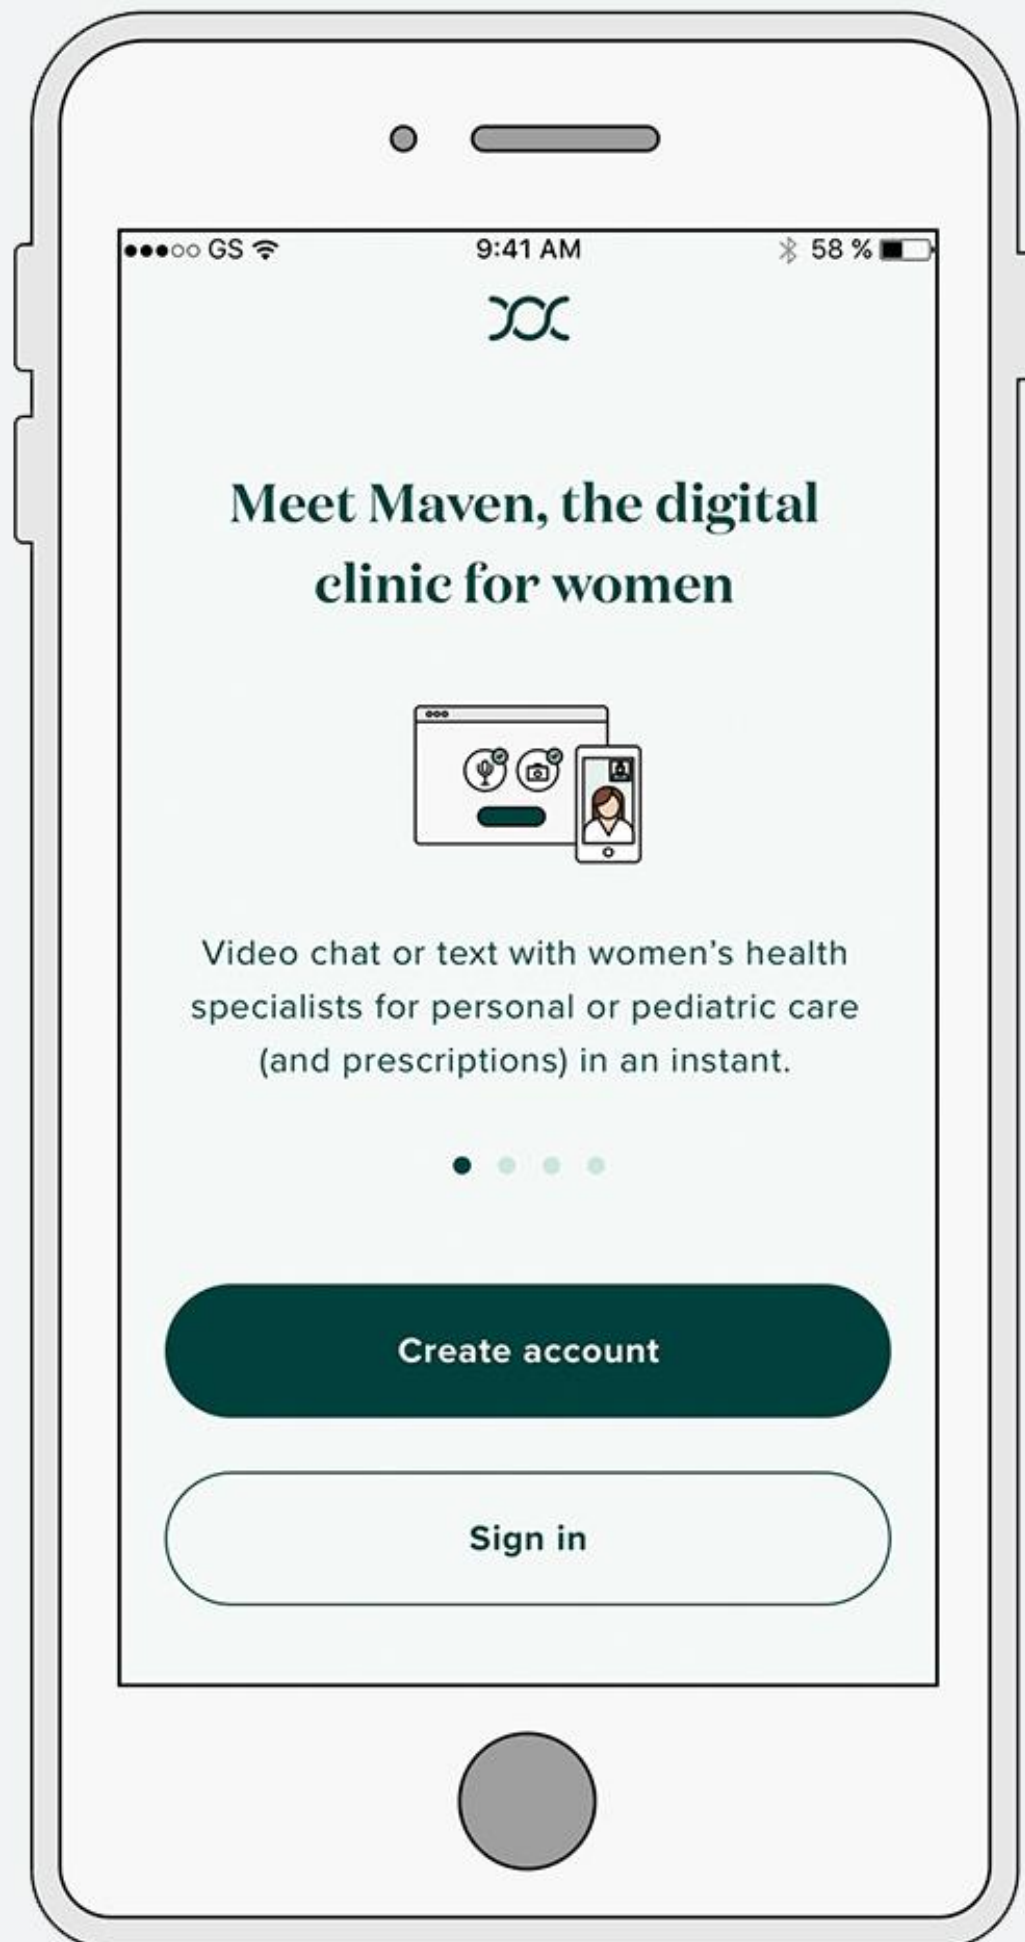 GS 9:41 AM 58 %
Meet Maven, the digital
clinic for women
Video chat or text with women's health
specialists for personal or pediatric care
(and prescriptions) in an instant.
Create account
Sign in